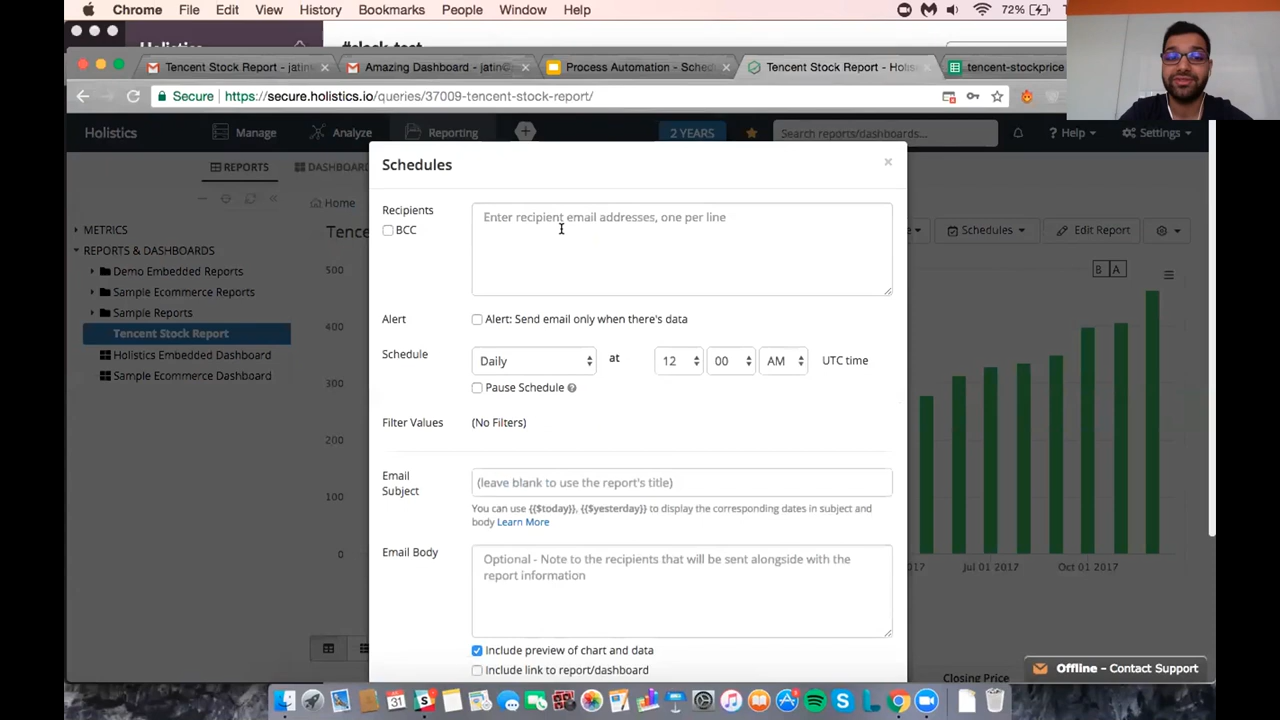 Chrome File Edit View History Bookmarks People Window Help 72%
Holistics #slack-test
Tencent Stock Report - jatin Amazing Dashboard - jatin Process Automation - Sched Tencent Stock Report - Holis tencent-stockprice
Secure https://secure.holistics.io/queries/37009-tencent-stock-report/
Holistics Manage Analyze Reporting 2 YEARS Search reports/dashboards... Help Settings
REPORTS DASHBOARD
Schedules ×
Home
METRICS
REPORTS & DASHBOARDS
Demo Embedded Reports
Sample Ecommerce Reports
Sample Reports
Tencent Stock Report
Holistics Embedded Dashboard
Sample Ecommerce Dashboard
Tence
Schedules Edit Report
B A
500
400
300
200
100
0
Recipients
BCC
Enter recipient email addresses, one per line
Alert Alert: Send email only when there's data
Schedule Daily at 12 00 AM UTC time
Pause Schedule
Filter Values (No Filters)
Email
Subject
(leave blank to use the report's title)
You can use {{$today}}, {{$yesterday}} to display the corresponding dates in subject and
body Learn More
Email Body
Optional - Note to the recipients that will be sent alongside with the
report information
Include preview of chart and data
Include link to report/dashboard
017 Jul 01 2017 Oct 01 2017
Closing Price
Offline - Contact Support
31